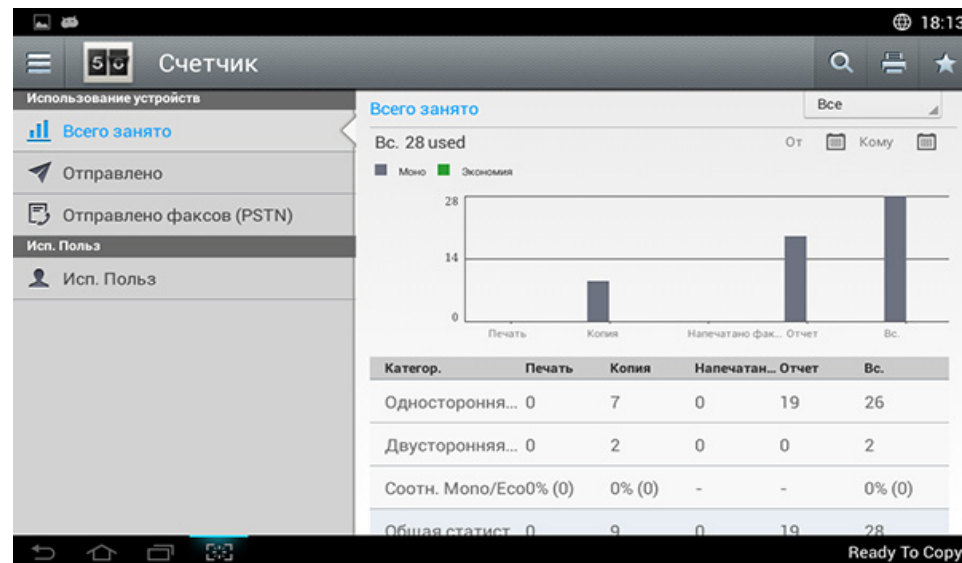 18:13
50 Счетчик
Использование устройств
Всего занято
Отправлено
Отправлено факсов (PSTN)
Исп. Польз
Исп. Польз
Всего занято Все
Вс. 28 used От Кому
Моно Экономия
28
14
0
Печать Копия Напечатано фак... Отчет Вс.
Категор. Печать Копия Напечатан... Отчет Вс.
Одностороння... 0 7 0 19 26
Двусторонняя... 0 2 0 0 2
Соотн. Mono/Eco0% (0) 0% (0) - - 0% (0)
Общая статист 0 9 0 19 28
Ready To Copy